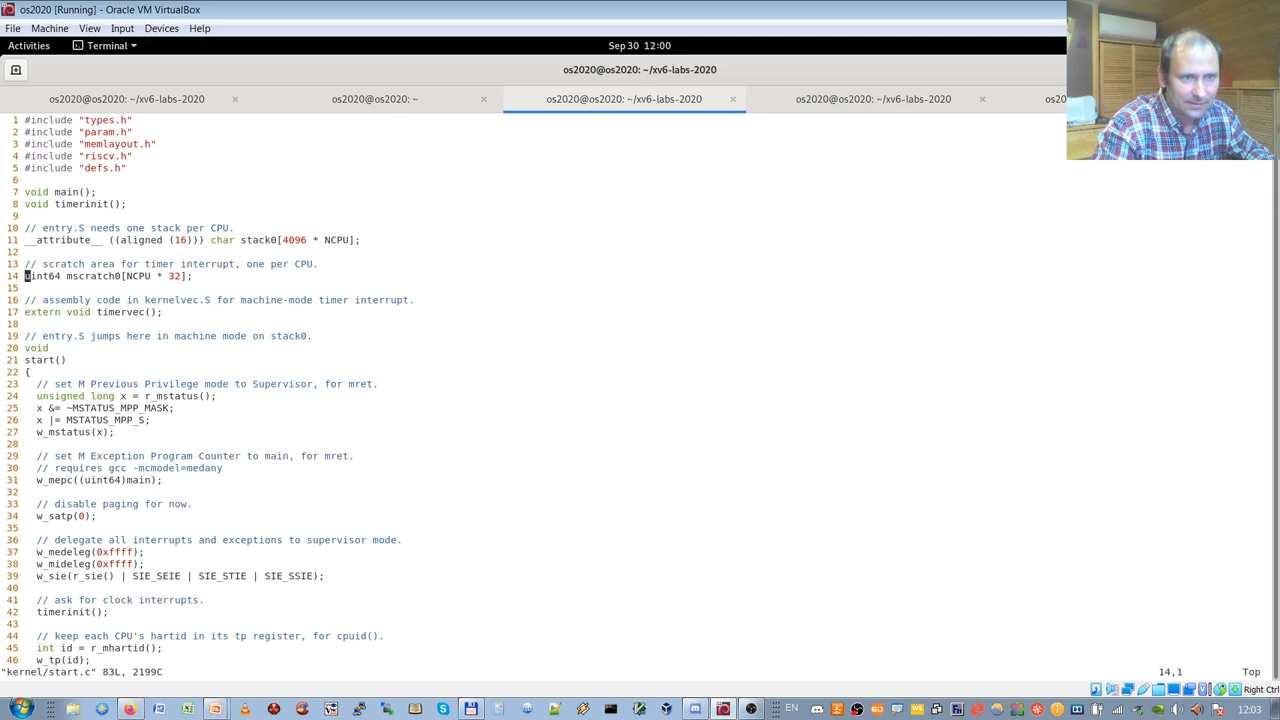 os2020 [Running] - Oracle VM VirtualBox
File Machine View Input Devices Help
Activities Terminal Sep 30 12:00
os2020@os2020: ~/xv6-labs-2020
os2020@os2020: ~/xv6-labs-2020 × os2020@os2020: ~ × os2020@os2020: ~/xv6-labs-2020 × os2020@os2020: ~/xv6-labs-2020 × os20
1 #include "types.h"
2 #include "param.h"
3 #include "memlayout.h"
4 #include "riscv.h"
5 #include "defs.h"
6
7 void main();
8 void timerinit();
9
10 // entry.S needs one stack per CPU.
11 __attribute__ ((aligned (16))) char stack0[4096 * NCPU];
12
13 // scratch area for timer interrupt, one per CPU.
14 uint64 mscratch0[NCPU * 32];
15
16 // assembly code in kernelvec.S for machine-mode timer interrupt.
17 extern void timervec();
18
19 // entry.S jumps here in machine mode on stack0.
20 void
21 start()
22 {
23   // set M Previous Privilege mode to Supervisor, for mret.
24   unsigned long x = r_mstatus();
25   x &= ~MSTATUS_MPP_MASK;
26   x |= MSTATUS_MPP_S;
27   w_mstatus(x);
28
29   // set M Exception Program Counter to main, for mret.
30   // requires gcc -mcmodel=medany
31   w_mepc((uint64)main);
32
33   // disable paging for now.
34   w_satp(0);
35
36   // delegate all interrupts and exceptions to supervisor mode.
37   w_medeleg(0xffff);
38   w_mideleg(0xffff);
39   w_sie(r_sie() | SIE_SEIE | SIE_STIE | SIE_SSIE);
40
41   // ask for clock interrupts.
42   timerinit();
43
44   // keep each CPU's hartid in its tp register, for cpuid().
45   int id = r_mhartid();
46   w_tp(id);
"kernel/start.c" 83L, 2199C 14,1 Top
Right Ctrl
EN 12:03